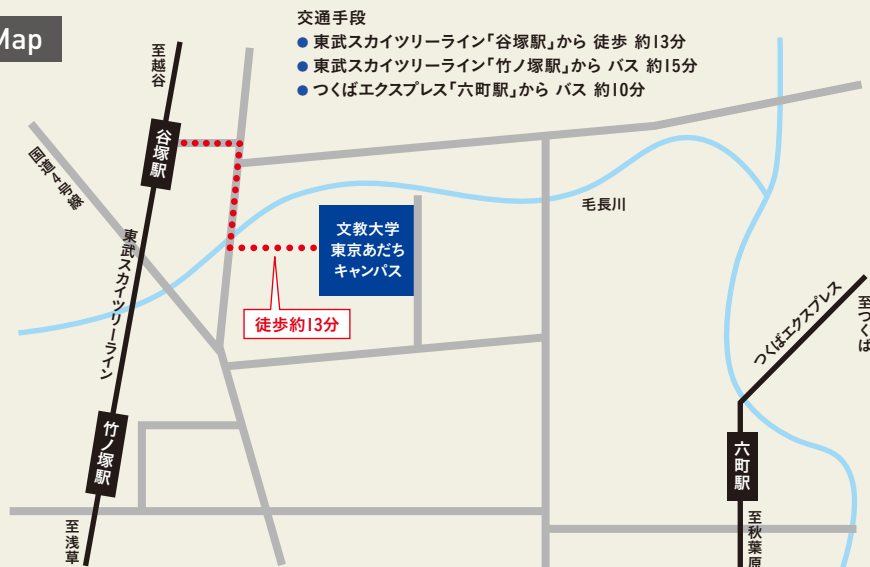 Map
交通手段
● 東武スカイツリーライン「谷塚駅」から 徒歩 約13分
● 東武スカイツリーライン「竹ノ塚駅」から バス 約15分
● つくばエクスプレス「六町駅」から バス 約10分
至越谷
谷塚駅
国道4号線
毛長川
文教大学
東京あだち
キャンパス
東武スカイツリーライン
徒歩約13分
つくばエクスプレス
至つくば
竹ノ塚駅
六町駅
至浅草
至秋葉原